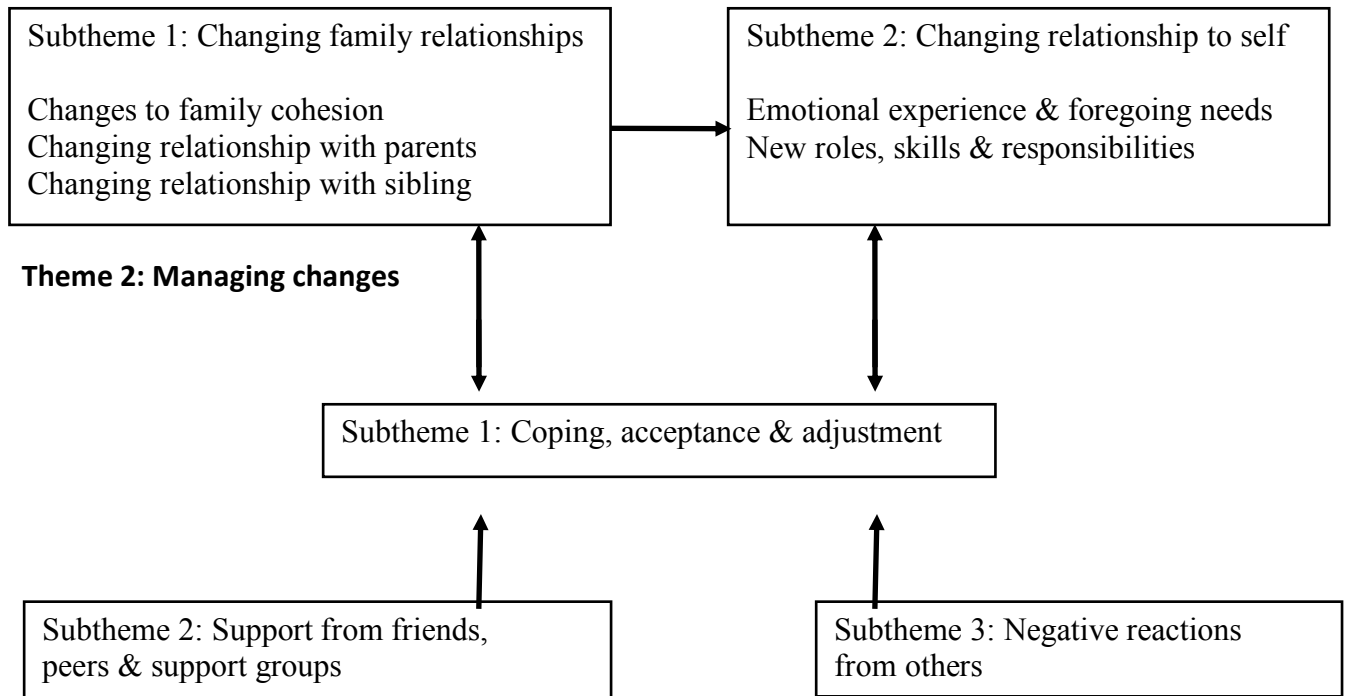 Subtheme 1: Changing family relationships
Changes to family cohesion
Changing relationship with parents
Changing relationship with sibling
Subtheme 2: Changing relationship to self
Emotional experience & foregoing needs
New roles, skills & responsibilities
Theme 2: Managing changes
Subtheme 1: Coping, acceptance & adjustment
Subtheme 2: Support from friends,
peers & support groups
Subtheme 3: Negative reactions
from others